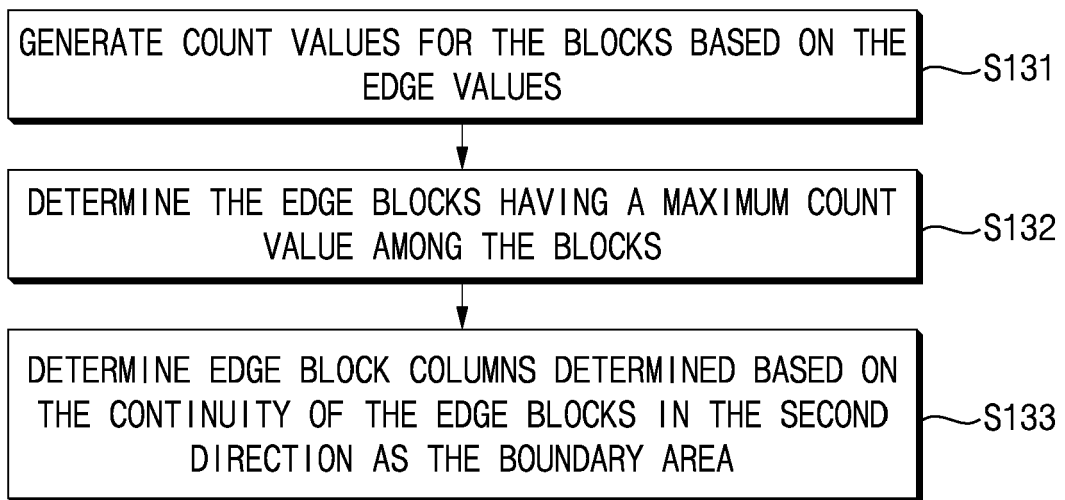 GENERATE COUNT VALUES FOR THE BLOCKS BASED ON THE
EDGE VALUES
S131
DETERMINE THE EDGE BLOCKS HAVING A MAXIMUM COUNT
VALUE AMONG THE BLOCKS
S132
DETERMINE EDGE BLOCK COLUMNS DETERMINED BASED ON
THE CONTINUITY OF THE EDGE BLOCKS IN THE SECOND
DIRECTION AS THE BOUNDARY AREA
S133